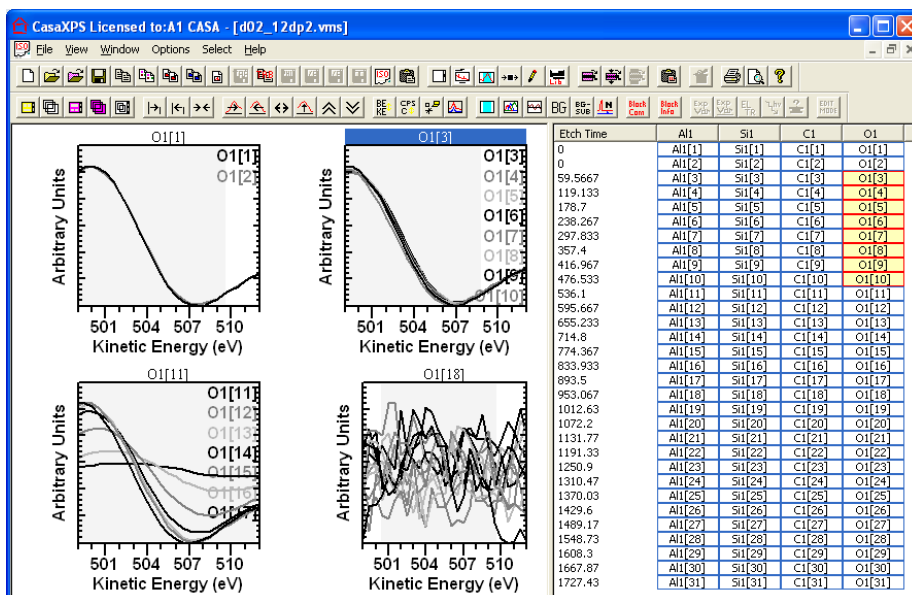 CasaXPS Licensed to:A1 CASA - [d02_12dp2.vms]
File View Window Options Select Help
O1[1]
O1[1]
O1[2]
Arbitrary Units
501 504 507 510
Kinetic Energy (eV)
O1[3]
O1[3]
O1[4]
O1[5]
O1[6]
O1[7]
O1[8]
O1[9]
O1[10]
Arbitrary Units
501 504 507 510
Kinetic Energy (eV)
O1[11]
O1[11]
O1[12]
O1[13]
O1[14]
O1[15]
O1[16]
O1[17]
Arbitrary Units
501 504 507 510
Kinetic Energy (eV)
O1[18]
Arbitrary Units
501 504 507 510
Kinetic Energy (eV)
Etch Time Al1 Si1 C1 O1
0 Al1[1] Si1[1] C1[1] O1[1]
0 Al1[2] Si1[2] C1[2] O1[2]
59.5667 Al1[3] Si1[3] C1[3] O1[3]
119.133 Al1[4] Si1[4] C1[4] O1[4]
178.7 Al1[5] Si1[5] C1[5] O1[5]
238.267 Al1[6] Si1[6] C1[6] O1[6]
297.833 Al1[7] Si1[7] C1[7] O1[7]
357.4 Al1[8] Si1[8] C1[8] O1[8]
416.967 Al1[9] Si1[9] C1[9] O1[9]
476.533 Al1[10] Si1[10] C1[10] O1[10]
536.1 Al1[11] Si1[11] C1[11] O1[11]
595.667 Al1[12] Si1[12] C1[12] O1[12]
655.233 Al1[13] Si1[13] C1[13] O1[13]
714.8 Al1[14] Si1[14] C1[14] O1[14]
774.367 Al1[15] Si1[15] C1[15] O1[15]
833.933 Al1[16] Si1[16] C1[16] O1[16]
893.5 Al1[17] Si1[17] C1[17] O1[17]
953.067 Al1[18] Si1[18] C1[18] O1[18]
1012.63 Al1[19] Si1[19] C1[19] O1[19]
1072.2 Al1[20] Si1[20] C1[20] O1[20]
1131.77 Al1[21] Si1[21] C1[21] O1[21]
1191.33 Al1[22] Si1[22] C1[22] O1[22]
1250.9 Al1[23] Si1[23] C1[23] O1[23]
1310.47 Al1[24] Si1[24] C1[24] O1[24]
1370.03 Al1[25] Si1[25] C1[25] O1[25]
1429.6 Al1[26] Si1[26] C1[26] O1[26]
1489.17 Al1[27] Si1[27] C1[27] O1[27]
1548.73 Al1[28] Si1[28] C1[28] O1[28]
1608.3 Al1[29] Si1[29] C1[29] O1[29]
1667.87 Al1[30] Si1[30] C1[30] O1[30]
1727.43 Al1[31] Si1[31] C1[31] O1[31]